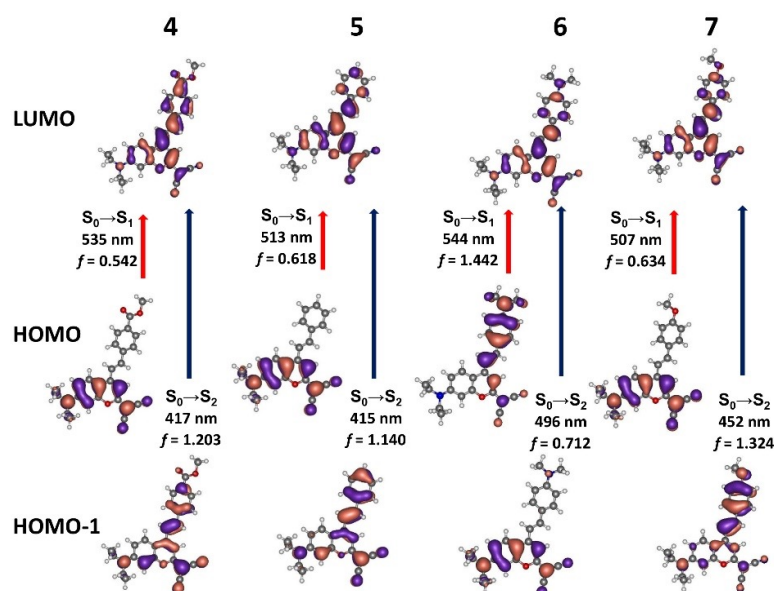 4 5 6 7
LUMO
S₀→S₁
535 nm
f = 0.542
S₀→S₁
513 nm
f = 0.618
S₀→S₁
544 nm
f = 1.442
S₀→S₁
507 nm
f = 0.634
HOMO
S₀→S₂
417 nm
f = 1.203
S₀→S₂
415 nm
f = 1.140
S₀→S₂
496 nm
f = 0.712
S₀→S₂
452 nm
f = 1.324
HOMO-1